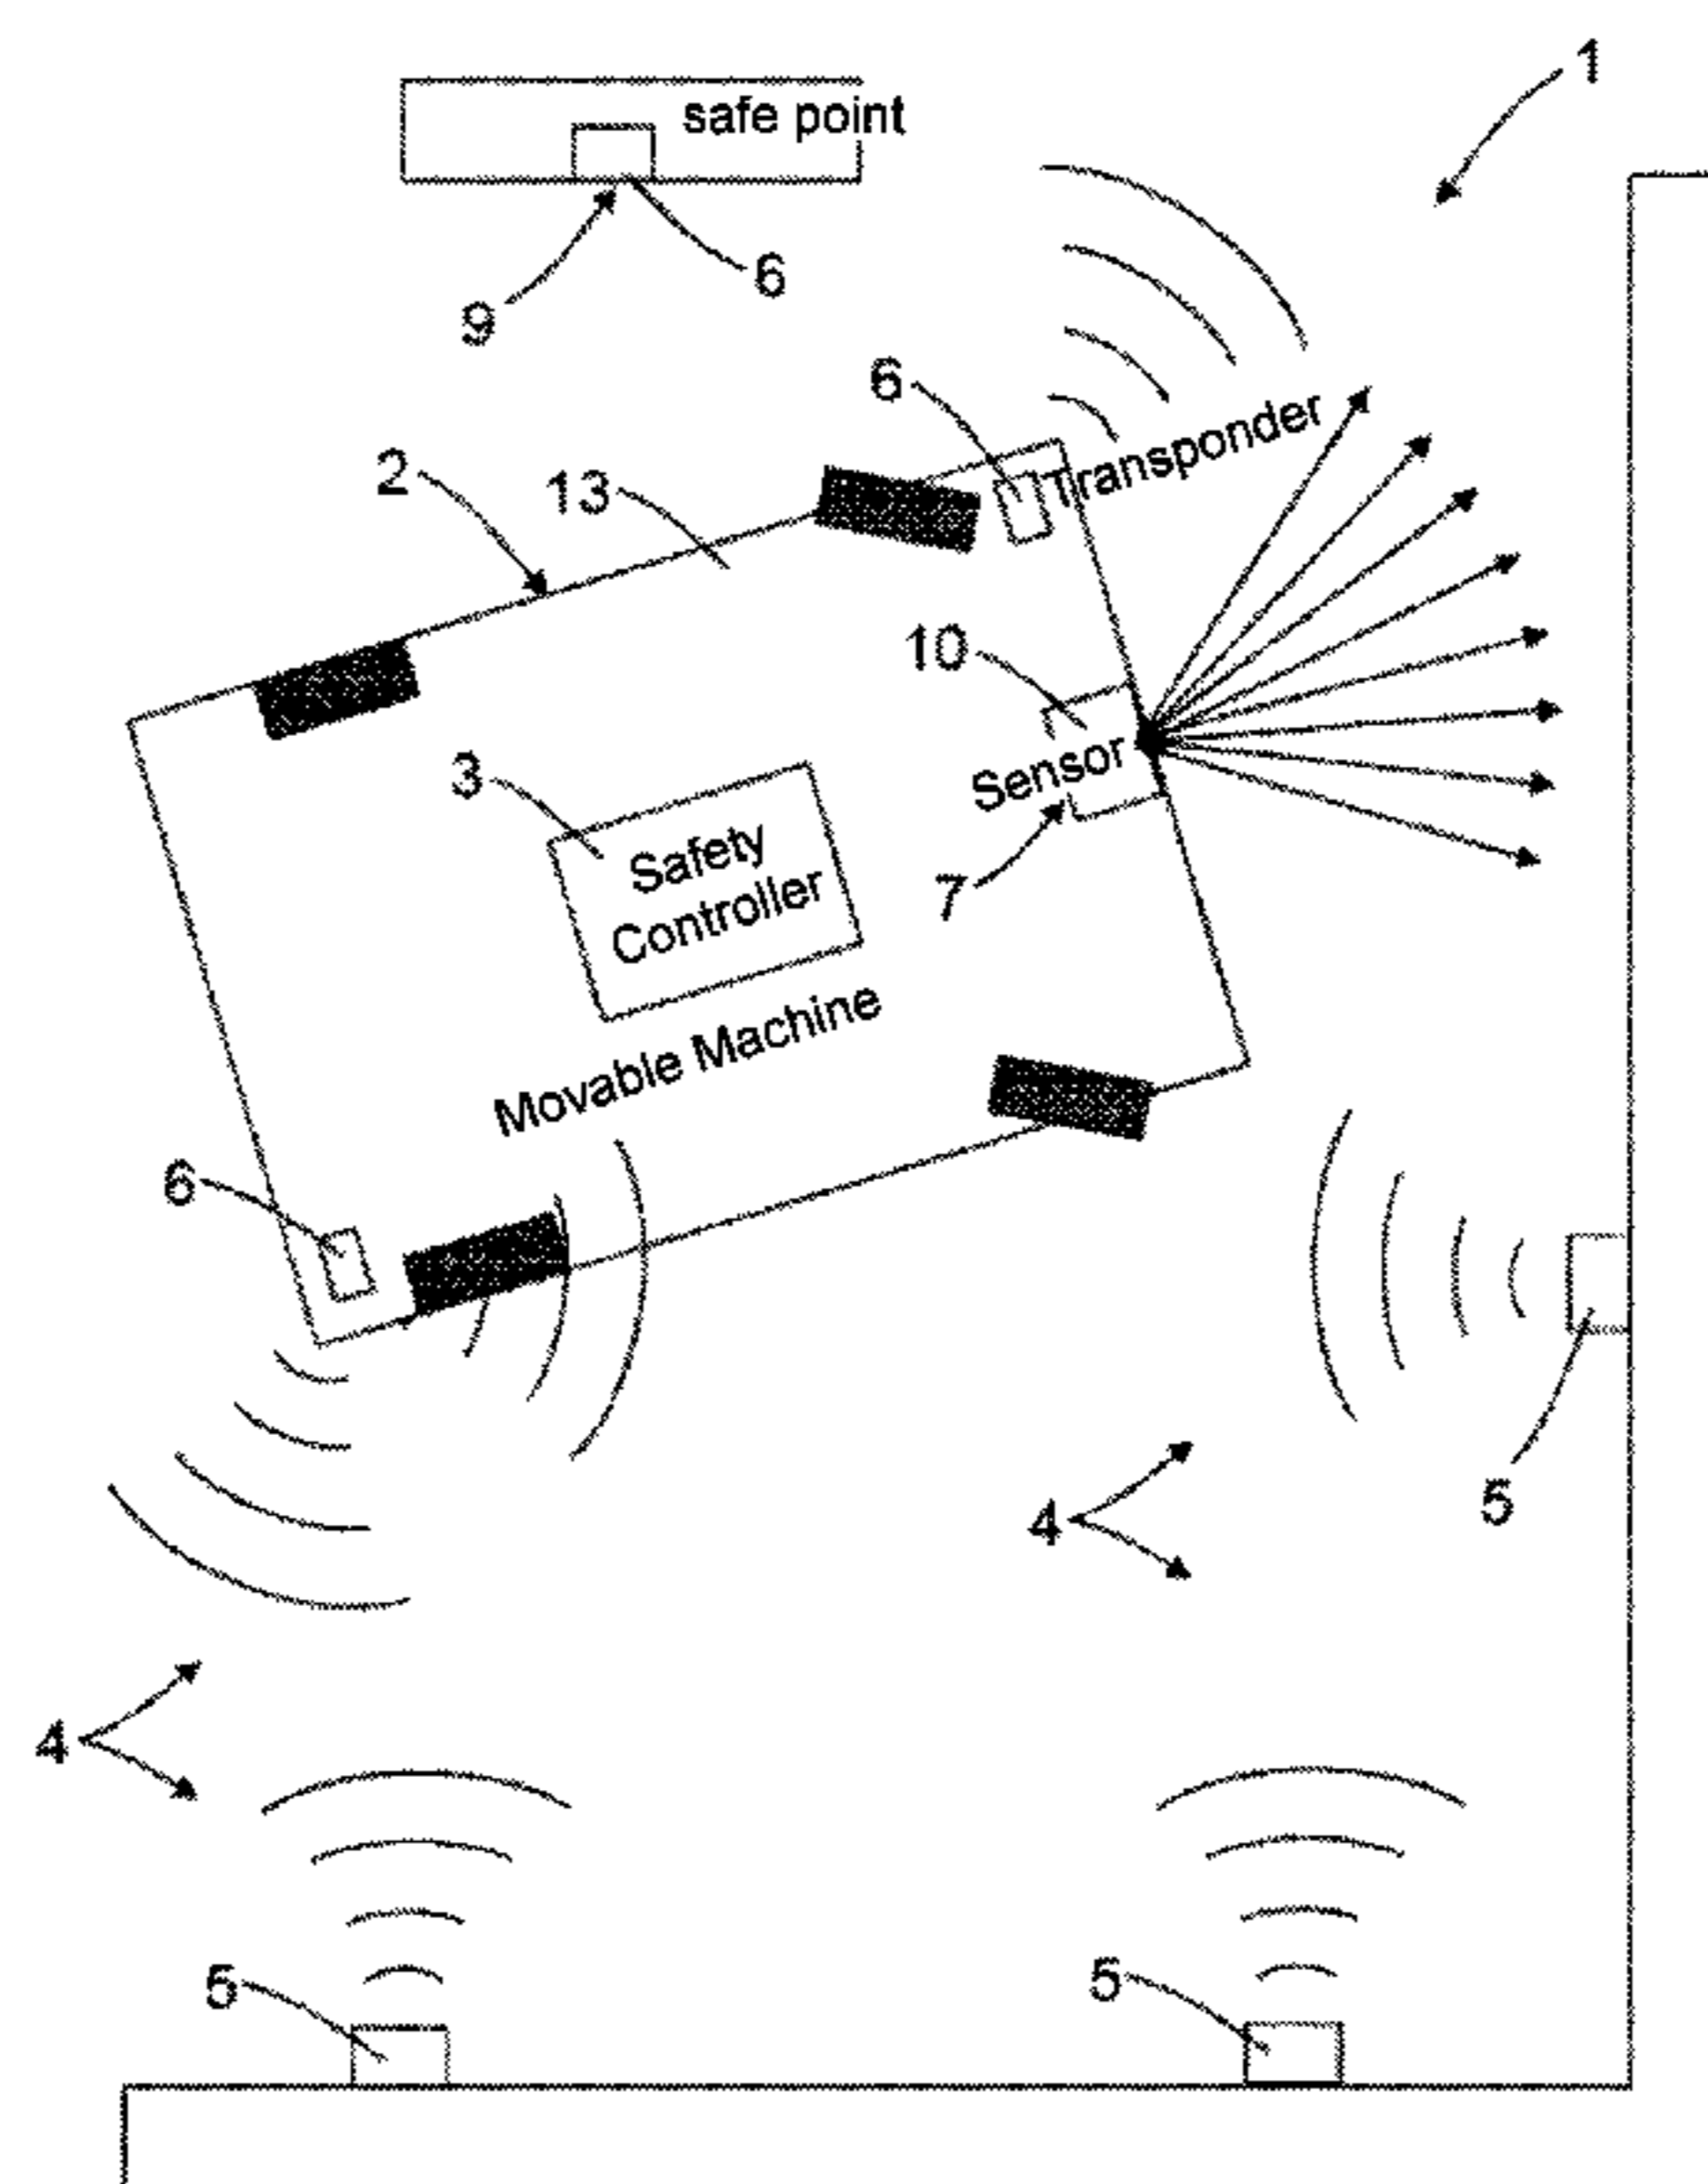 1
safe point
6
9
6
Transponder
2
13
10
Sensor
3
Safety
Controller
7
Movable Machine
6
5
4
4
5
5